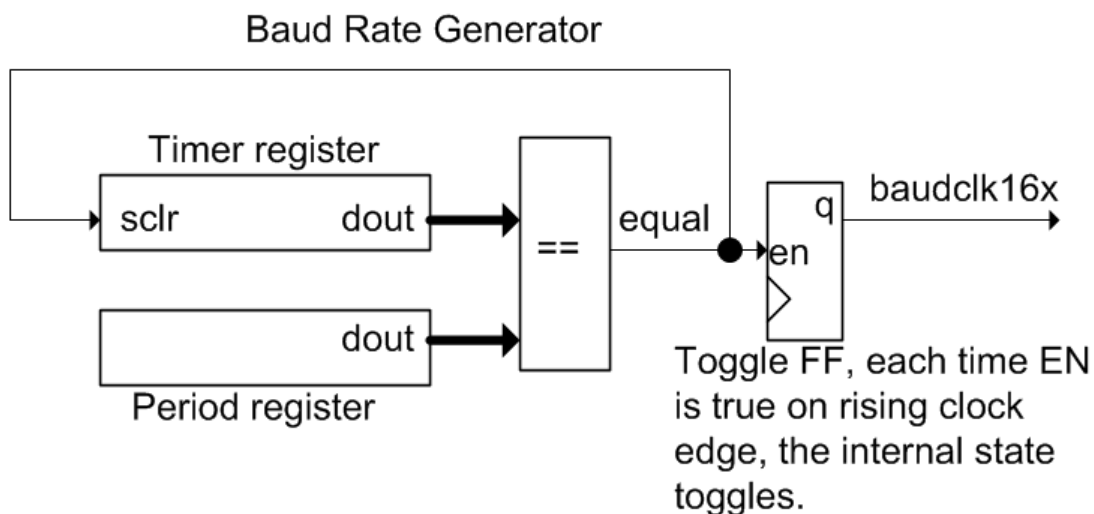 Baud Rate Generator
Timer register
sclr
dout
==
equal
q
baudclk16x
en
dout
Period register
Toggle FF, each time EN
is true on rising clock
edge, the internal state
toggles.